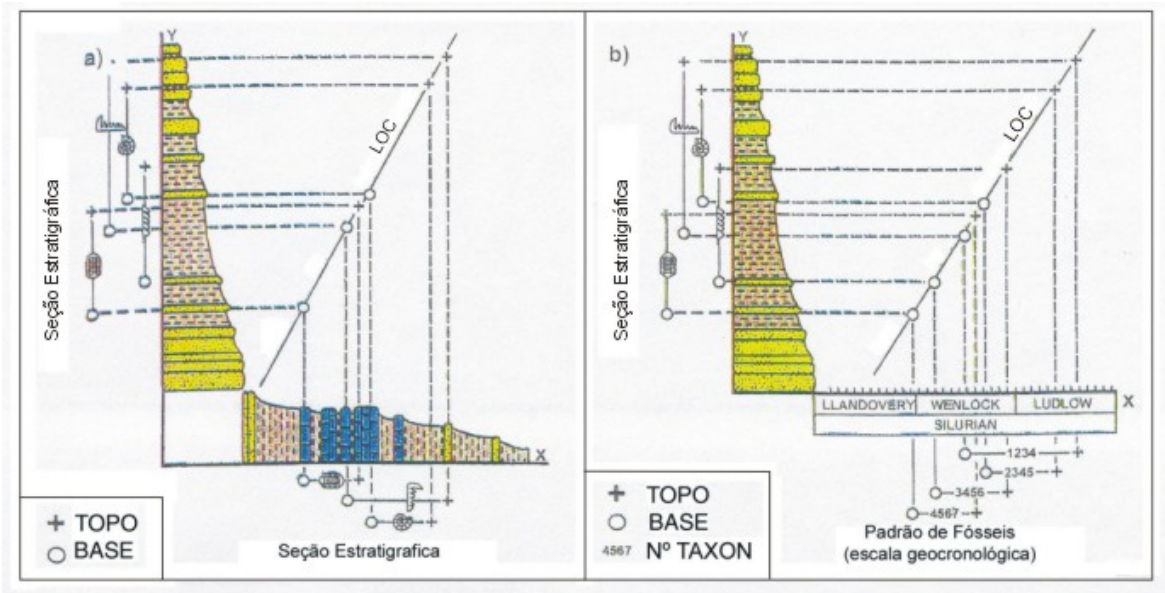 a)
Y
Seção Estratigráfica
LOC
X
+ TOPO
BASE
Seção Estratigrafica
b)
Y
Seção Estratigráfica
LOC
LLANDOVERY WENLOCK LUDLOW X
SILURIAN
1234
2345
3456
4567
+ TOPO
BASE
4567 Nº TAXON
Padrão de Fósseis
(escala geocronológica)